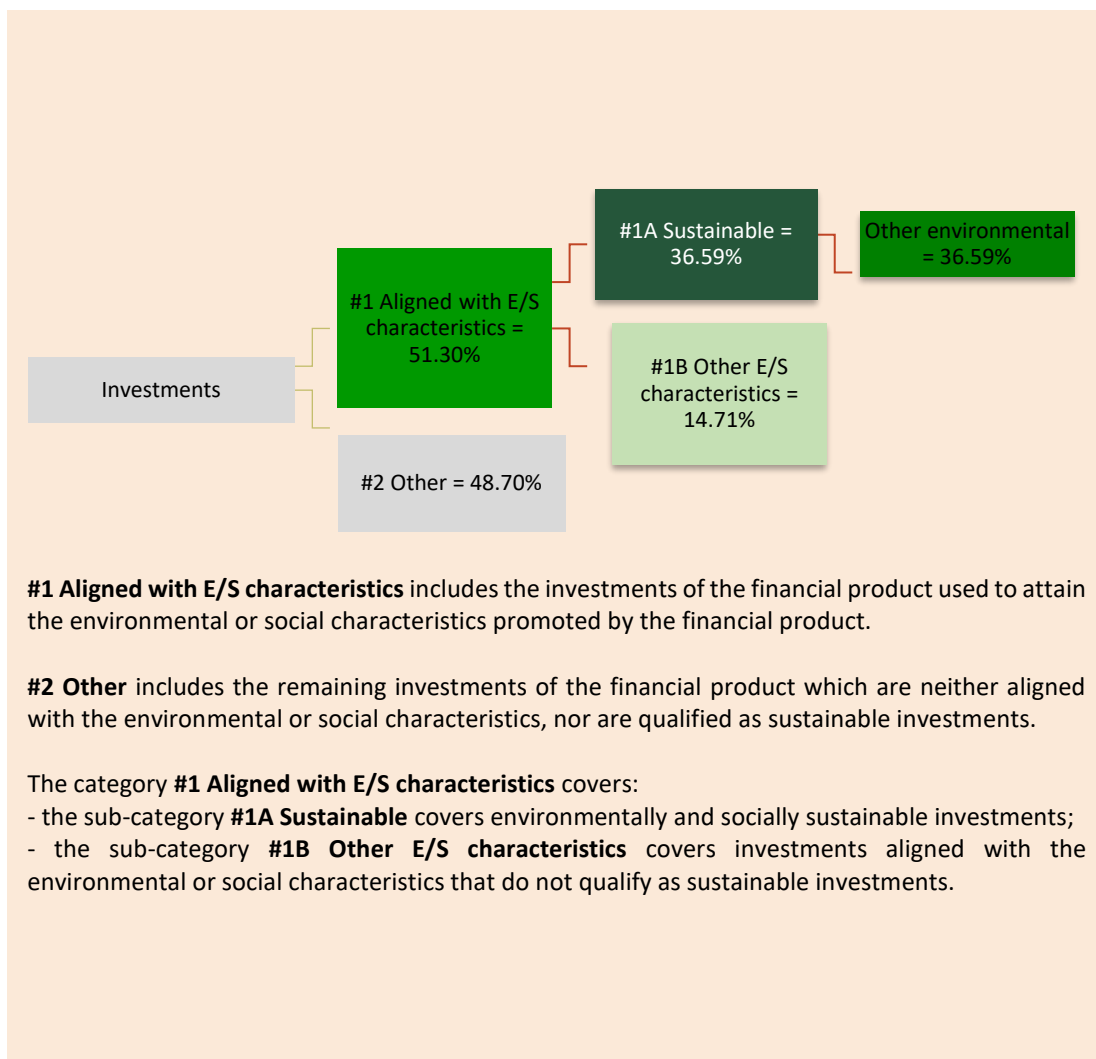 #1A Sustainable =
36.59%
Other environmental
= 36.59%
#1 Aligned with E/S
characteristics =
51.30%
Investments
#1B Other E/S
characteristics =
14.71%
#2 Other = 48.70%
#1 Aligned with E/S characteristics includes the investments of the financial product used to attain
the environmental or social characteristics promoted by the financial product.
#2 Other includes the remaining investments of the financial product which are neither aligned
with the environmental or social characteristics, nor are qualified as sustainable investments.
The category #1 Aligned with E/S characteristics covers:
- the sub-category #1A Sustainable covers environmentally and socially sustainable investments;
- the sub-category #1B Other E/S characteristics covers investments aligned with the
environmental or social characteristics that do not qualify as sustainable investments.